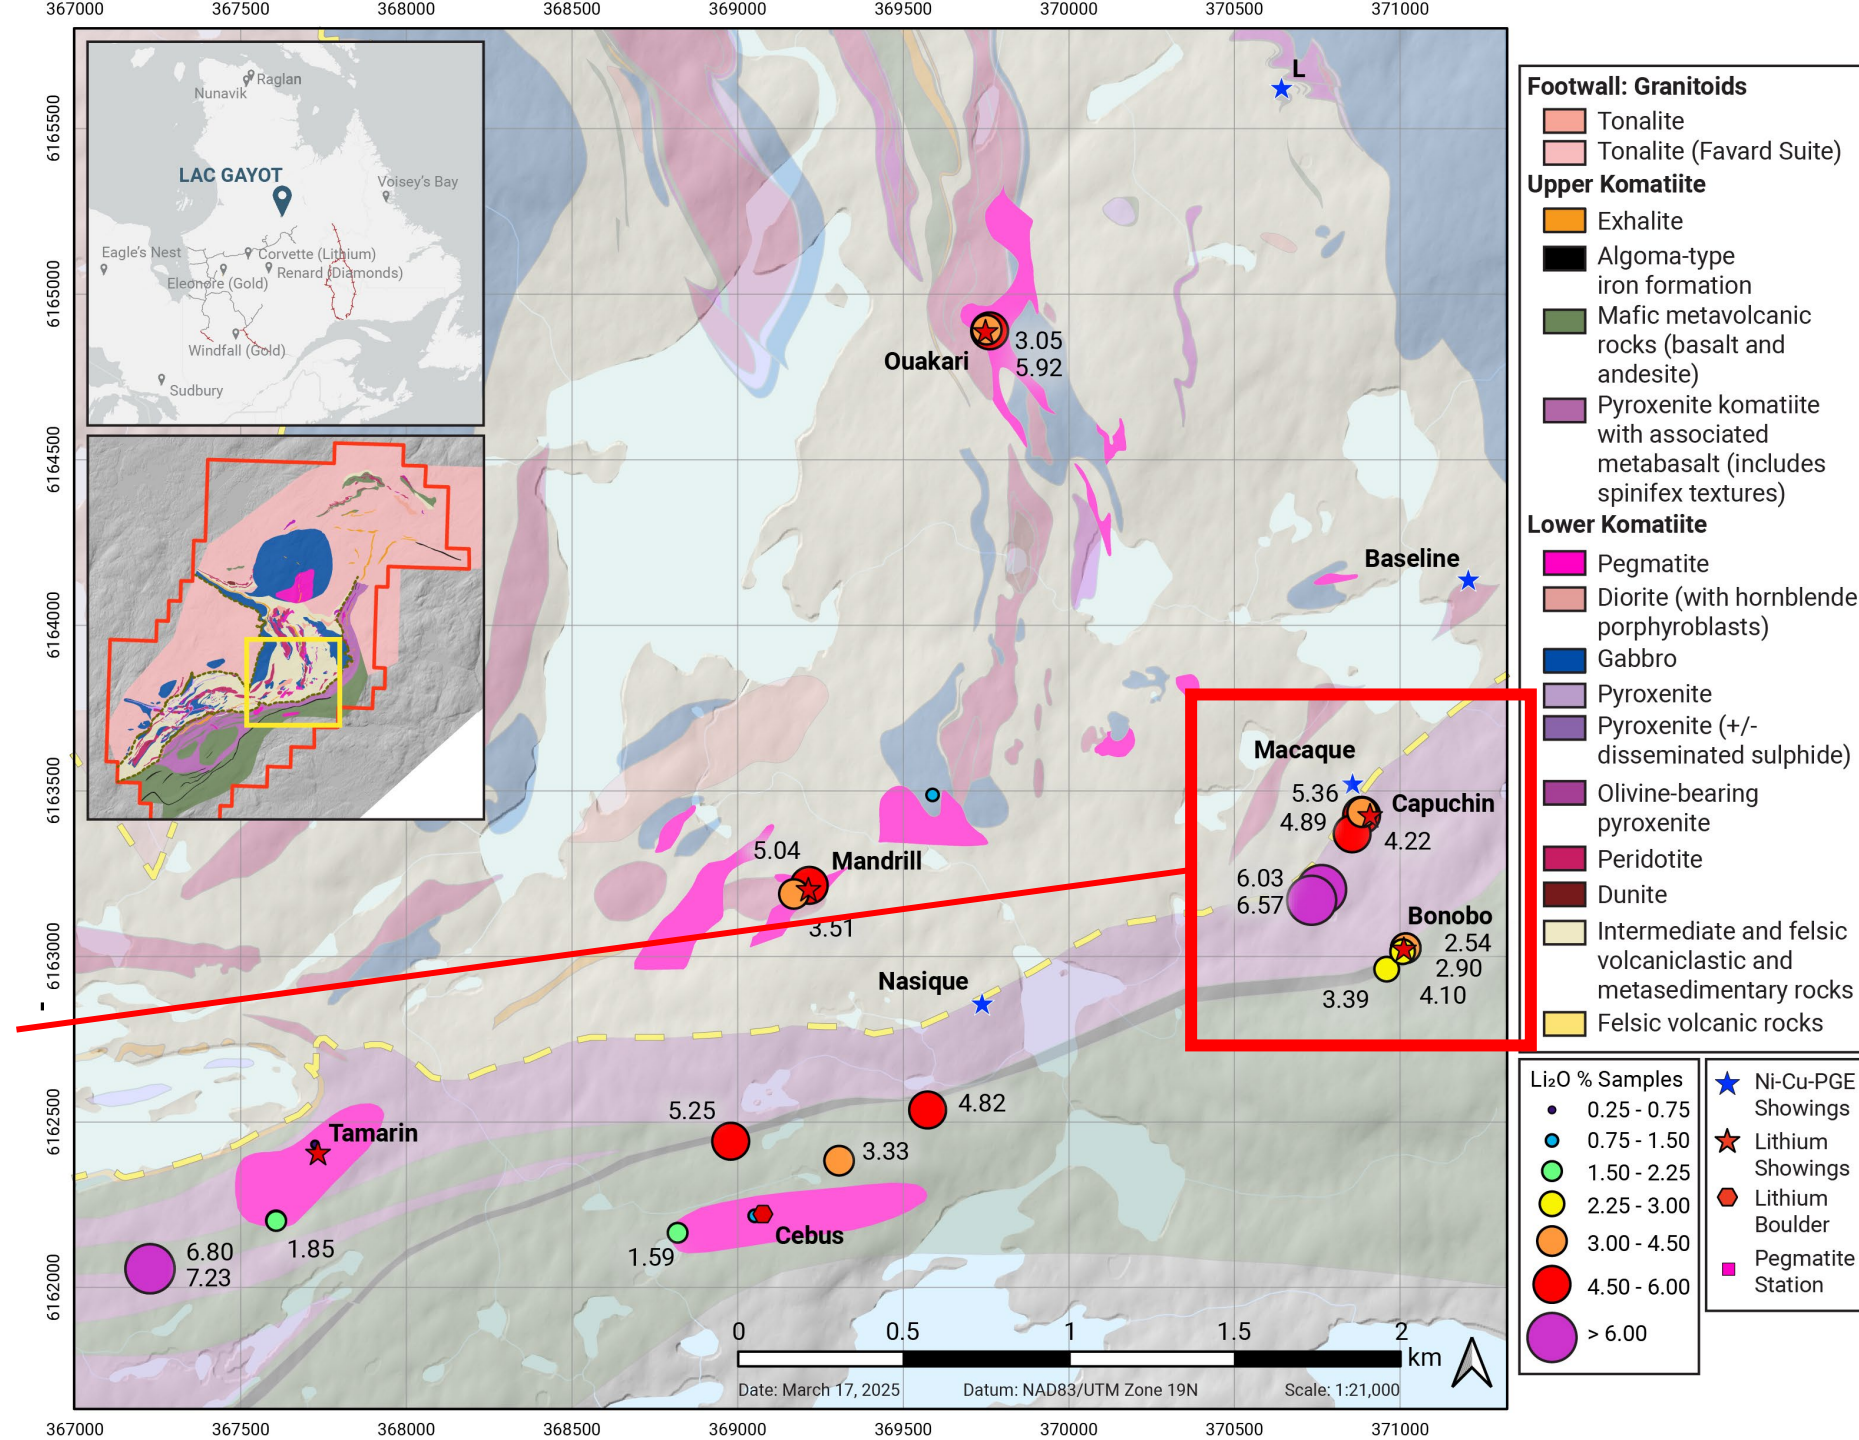 367000 367500 368000 368500 369000 369500 370000 370500 371000
6165500
6165000
6164500
6164000
6163500
6163000
6162500
6162000
Raglan
Nunavik
LAC GAYOT
Voisey's Bay
Eagle's Nest
Corvette (Lithium)
Renard (Diamonds)
Eleonore (Gold)
Windfall (Gold)
Sudbury
L
Ouakari
3.05
5.92
Baseline
Macaque
5.36
Capuchin
4.89
4.22
6.03
6.57
Bonobo
2.54
2.90
3.39
4.10
5.04
Mandrill
3.51
Nasique
Tamarin
5.25
4.82
3.33
1.85
6.80
7.23
1.59
Cebus
0 0.5 1 1.5 2
km
Date: March 17, 2025 Datum: NAD83/UTM Zone 19N Scale: 1:21,000
367000 367500 368000 368500 369000 369500 370000 370500 371000
Footwall: Granitoids
Tonalite
Tonalite (Favard Suite)
Upper Komatiite
Exhalite
Algoma-type
iron formation
Mafic metavolcanic
rocks (basalt and
andesite)
Pyroxenite komatiite
with associated
metabasalt (includes
spinifex textures)
Lower Komatiite
Pegmatite
Diorite (with hornblende
porphyroblasts)
Gabbro
Pyroxenite
Pyroxenite (+/-
disseminated sulphide)
Olivine-bearing
pyroxenite
Peridotite
Dunite
Intermediate and felsic
volcaniclastic and
metasedimentary rocks
Felsic volcanic rocks
Li₂O % Samples
0.25 - 0.75
0.75 - 1.50
1.50 - 2.25
2.25 - 3.00
3.00 - 4.50
4.50 - 6.00
> 6.00
Ni-Cu-PGE
Showings
Lithium
Showings
Lithium
Boulder
Pegmatite
Station